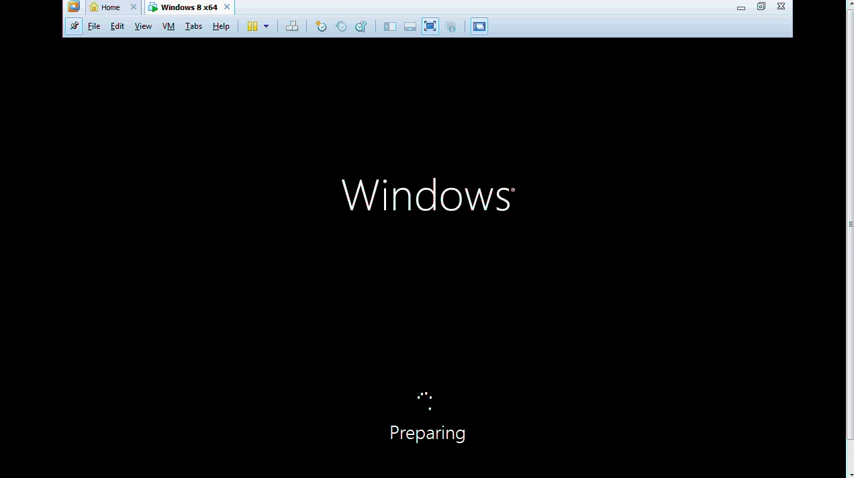 Home
Windows 8 x64
File Edit View VM Tabs Help
Windows
Preparing